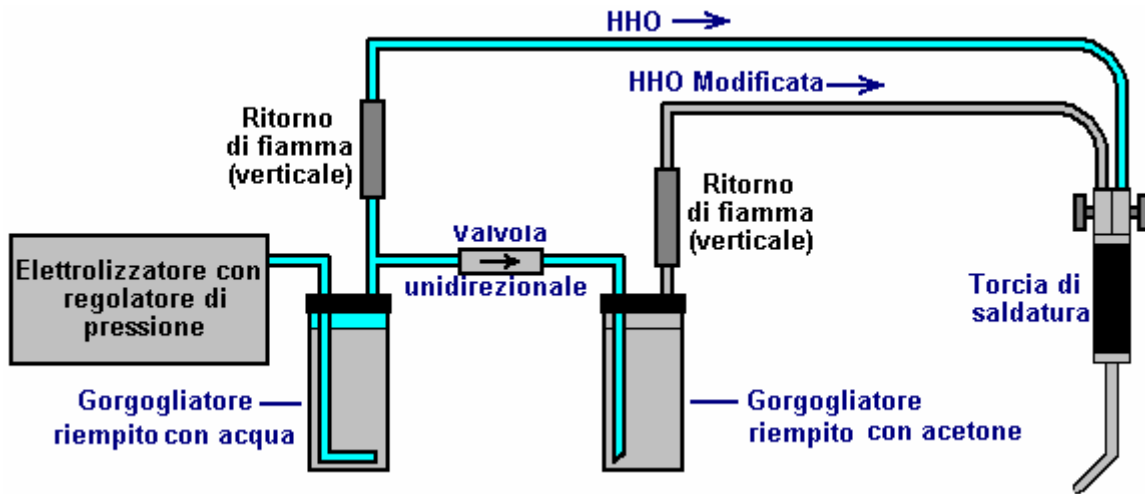 HHO
HHO Modificata
Ritorno
di fiamma
(verticale)
Ritorno
di fiamma
(verticale)
Valvola
unidirezionale
Elettrolizzatore con
regolatore di
pressione
Torcia di
saldatura
Gorgogliatore
riempito con acqua
Gorgogliatore
riempito con acetone